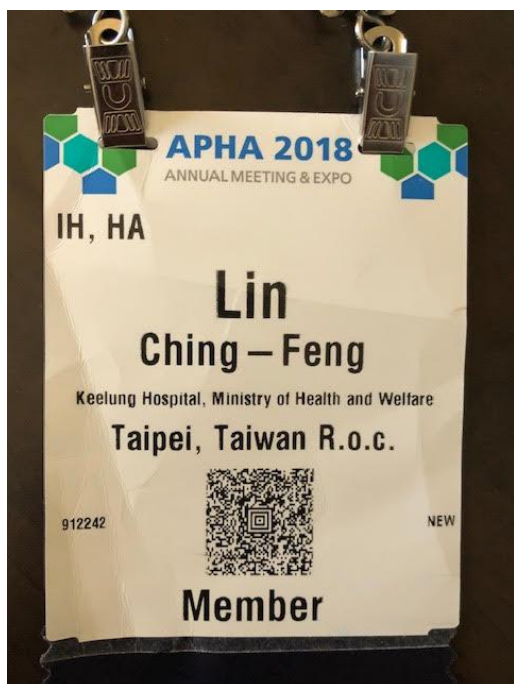 APHA 2018
ANNUAL MEETING & EXPO
IH, HA
Lin
Ching – Feng
Keelung Hospital, Ministry of Health and Welfare
Taipei, Taiwan R.o.c.
912242
NEW
Member